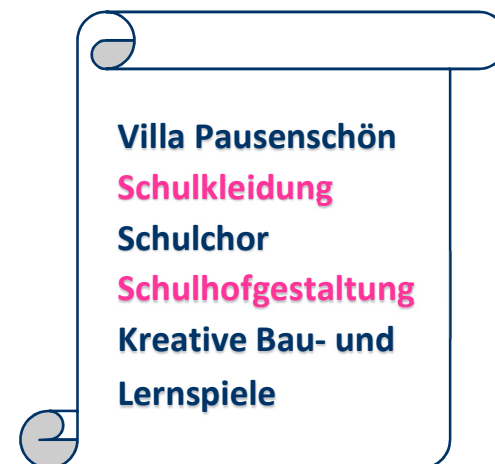 Villa Pausenschön
Schulkleidung
Schulchor
Schulhofgestaltung
Kreative Bau- und
Lernspiele